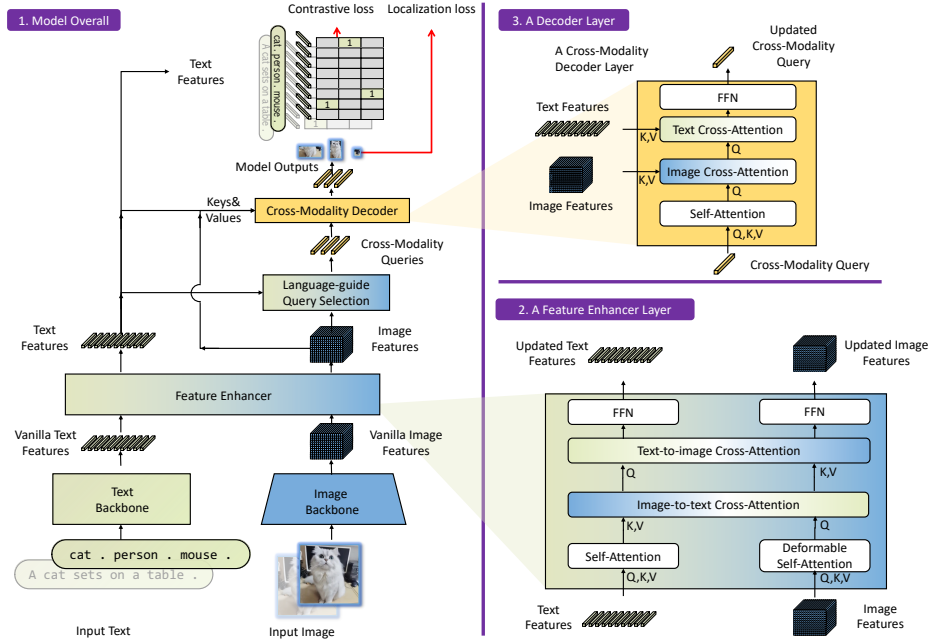 1. Model Overall
Contrastive loss
Localization loss
Text
Features
cat . person . mouse .
A cat sets on a table .
1
1
1
1
Model Outputs
Keys&
Values
Cross-Modality Decoder
Cross-Modality
Queries
Language-guide
Query Selection
Text
Features
Image
Features
Feature Enhancer
Vanilla Text
Features
Vanilla Image
Features
Text
Backbone
Image
Backbone
cat . person . mouse .
A cat sets on a table .
Input Text
Input Image
3. A Decoder Layer
A Cross-Modality
Decoder Layer
Updated
Cross-Modality
Query
FFN
Text Features
K,V
Text Cross-Attention
Q
K,V
Image Cross-Attention
Image Features
Q
Self-Attention
Q,K,V
Cross-Modality Query
2. A Feature Enhancer Layer
Updated Text
Features
Updated Image
Features
FFN
FFN
Text-to-image Cross-Attention
Q
K,V
Image-to-text Cross-Attention
K,V
Q
Self-Attention
Deformable
Self-Attention
Q,K,V
Q,K,V
Text
Features
Image
Features